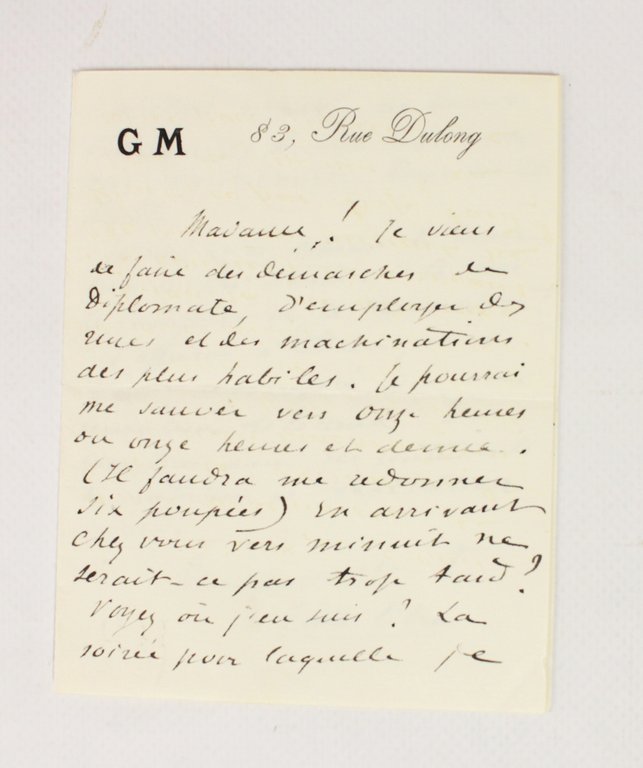 GM 83, Rue Dulong
Madame,! Je viens
de faire des démarches de
Diplomate, d'employer des
ruses et des machinations
des plus habiles. Je pourrai
me sauver vers onze heures
ou onze heures et demie.
(Il faudra me redonner
six poupées) En arrivant
chez vous vers minuit ne
serait-ce pas trop tard?
Voyez où j'en suis? La
soirée pour laquelle je